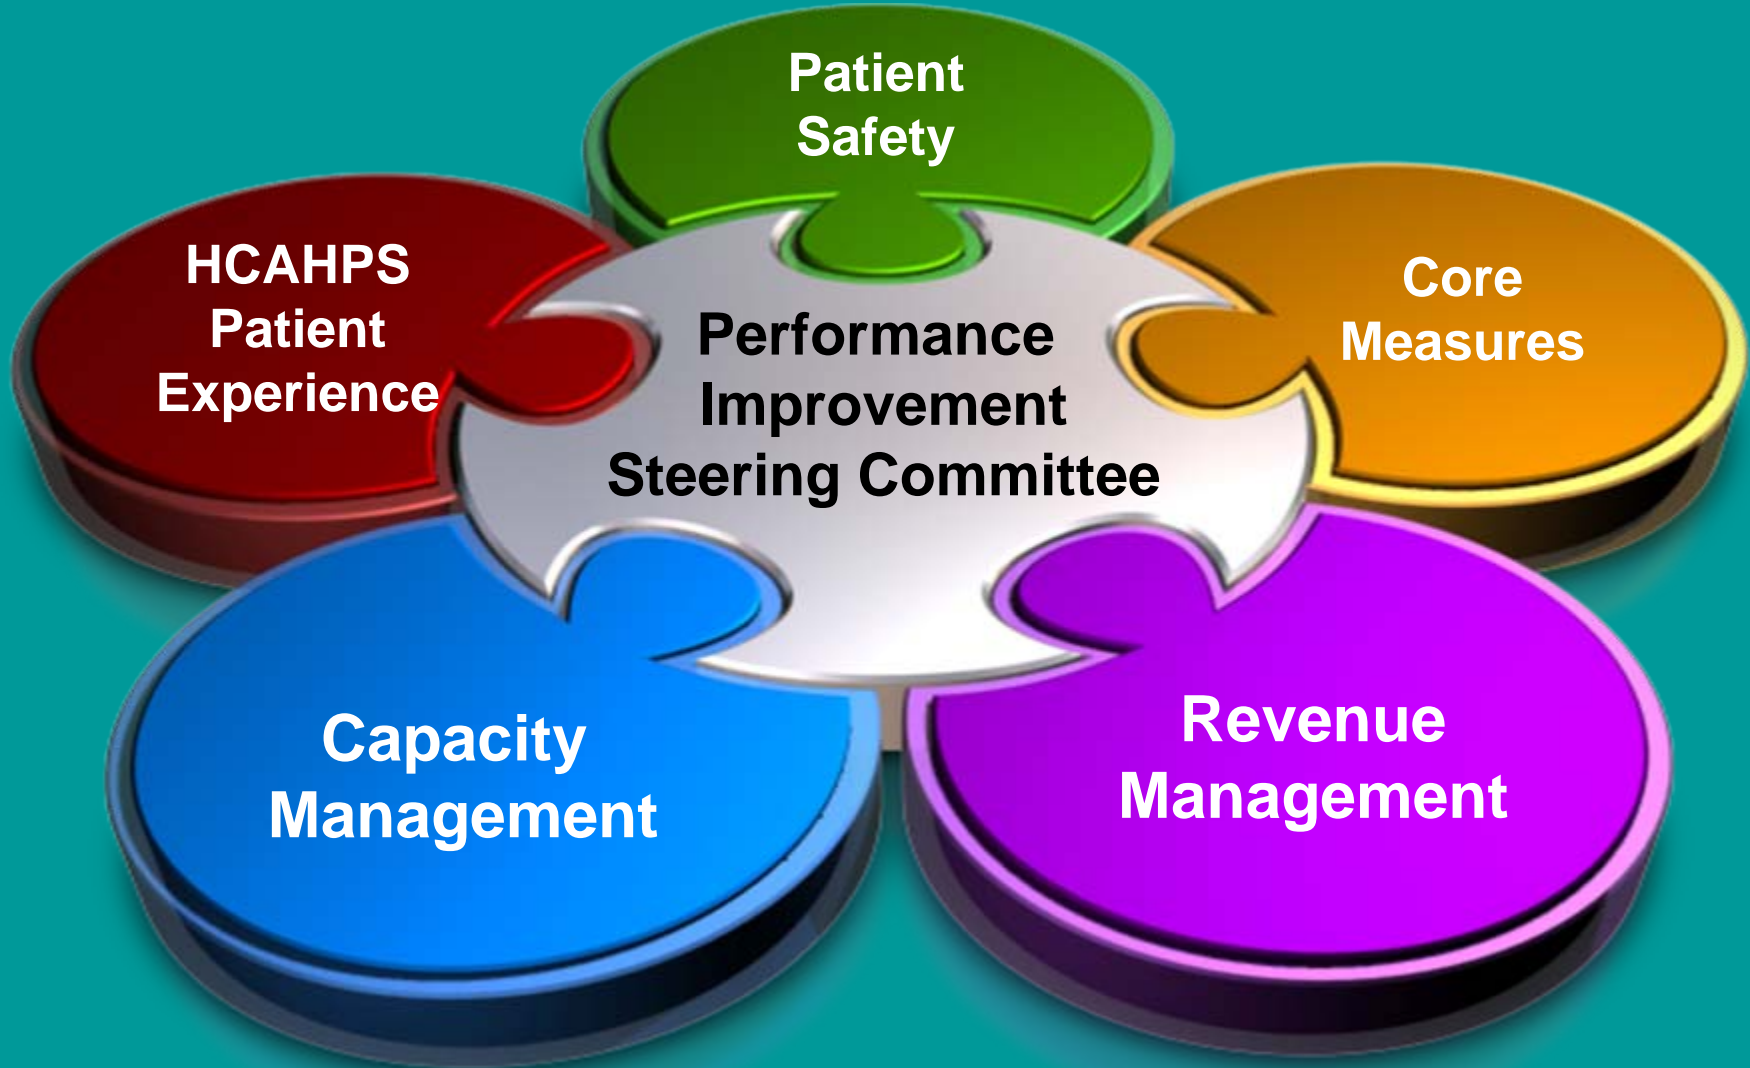 Patient
Safety
HCAHPS
Patient
Experience
Core
Measures
Performance
Improvement
Steering Committee
Capacity
Management
Revenue
Management